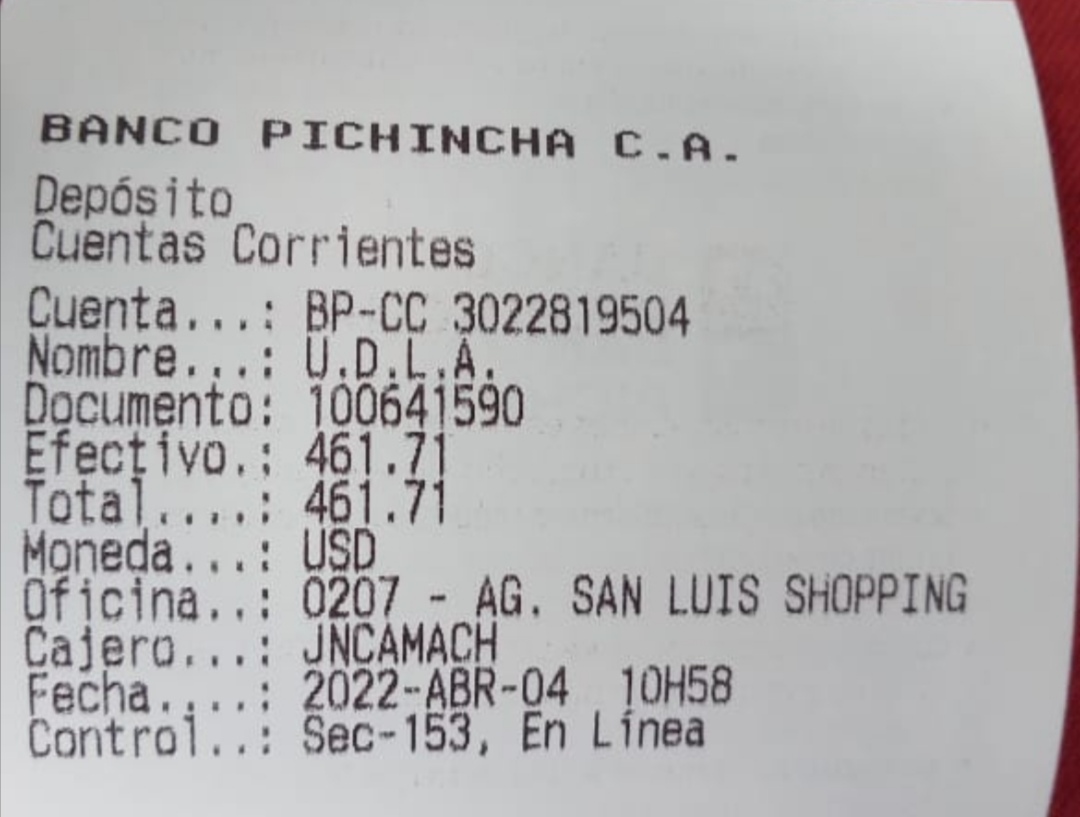 BANCO PICHINCHA C.A.
Depósito
Cuentas Corrientes
Cuenta...: BP-CC 3022819504
Nombre...: U.D.L.A.
Documento: 100641590
Efectivo.: 461.71
Total....: 461.71
Moneda...: USD
Oficina..: 0207 - AG. SAN LUIS SHOPPING
Cajero...: JNCAMACH
Fecha....: 2022-ABR-04 10H58
Control..: Sec-153, En Línea